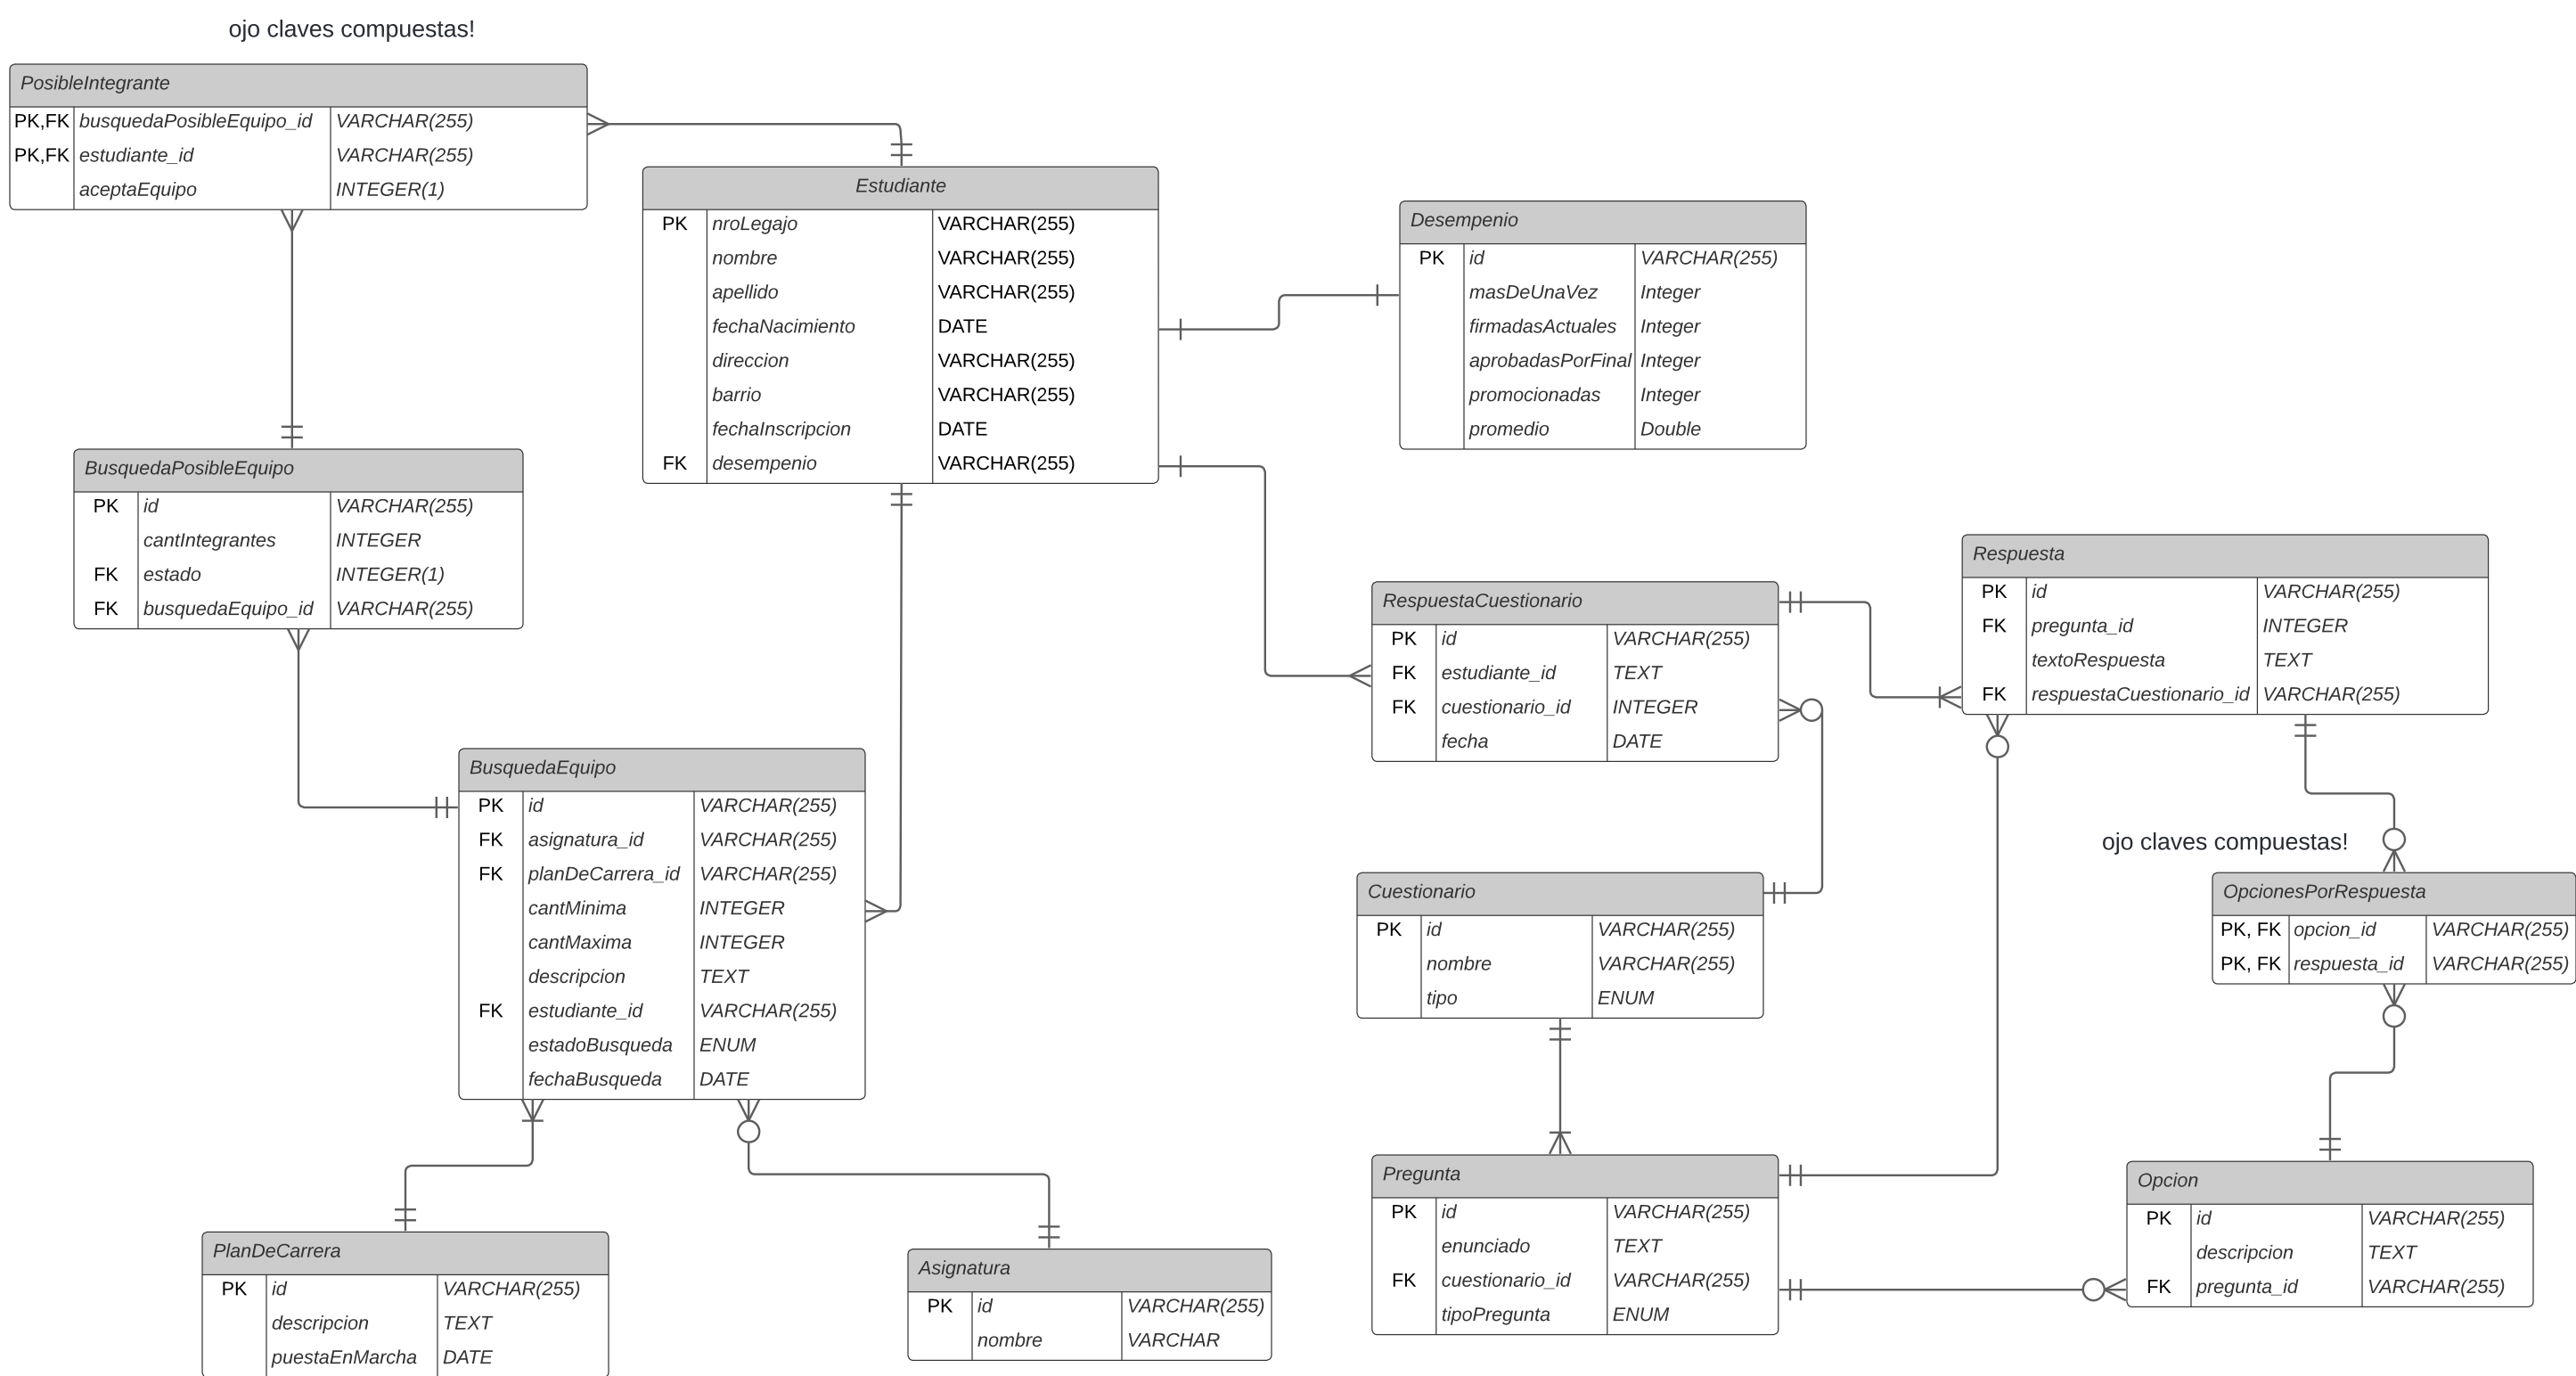 ojo claves compuestas!
PosibleIntegrante
PK,FK busquedaPosibleEquipo_id VARCHAR(255)
PK,FK estudiante_id VARCHAR(255)
aceptaEquipo INTEGER(1)
Estudiante
PK nroLegajo VARCHAR(255)
nombre VARCHAR(255)
apellido VARCHAR(255)
fechaNacimiento DATE
direccion VARCHAR(255)
barrio VARCHAR(255)
fechaInscripcion DATE
FK desempenio VARCHAR(255)
Desempenio
PK id VARCHAR(255)
masDeUnaVez Integer
firmadasActuales Integer
aprobadasPorFinal Integer
promocionadas Integer
promedio Double
BusquedaPosibleEquipo
PK id VARCHAR(255)
cantIntegrantes INTEGER
FK estado INTEGER(1)
FK busquedaEquipo_id VARCHAR(255)
RespuestaCuestionario
PK id VARCHAR(255)
FK estudiante_id TEXT
FK cuestionario_id INTEGER
fecha DATE
Respuesta
PK id VARCHAR(255)
FK pregunta_id INTEGER
textoRespuesta TEXT
FK respuestaCuestionario_id VARCHAR(255)
BusquedaEquipo
PK id VARCHAR(255)
FK asignatura_id VARCHAR(255)
FK planDeCarrera_id VARCHAR(255)
cantMinima INTEGER
cantMaxima INTEGER
descripcion TEXT
FK estudiante_id VARCHAR(255)
estadoBusqueda ENUM
fechaBusqueda DATE
Cuestionario
PK id VARCHAR(255)
nombre VARCHAR(255)
tipo ENUM
ojo claves compuestas!
OpcionesPorRespuesta
PK, FK opcion_id VARCHAR(255)
PK, FK respuesta_id VARCHAR(255)
PlanDeCarrera
PK id VARCHAR(255)
descripcion TEXT
puestaEnMarcha DATE
Asignatura
PK id VARCHAR(255)
nombre VARCHAR
Pregunta
PK id VARCHAR(255)
enunciado TEXT
FK cuestionario_id VARCHAR(255)
tipoPregunta ENUM
Opcion
PK id VARCHAR(255)
descripcion TEXT
FK pregunta_id VARCHAR(255)